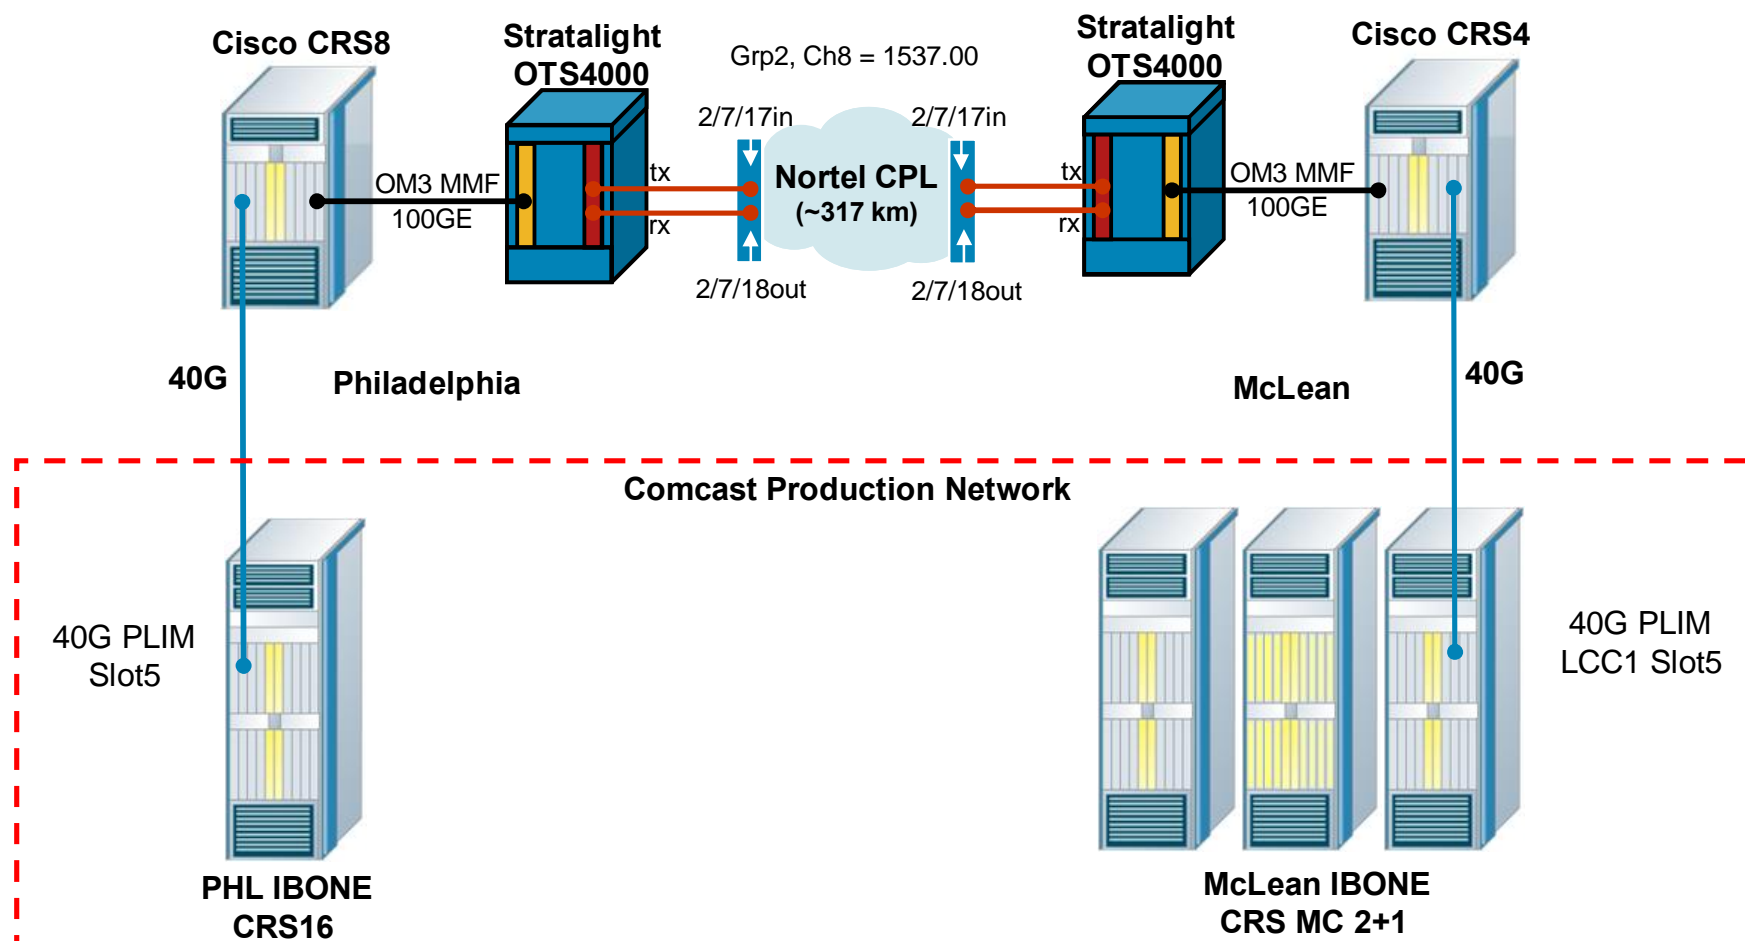 Cisco CRS8
Stratalight
OTS4000
Grp2, Ch8 = 1537.00
Stratalight
OTS4000
Cisco CRS4
2/7/17in
2/7/17in
OM3 MMF
100GE
tx
rx
Nortel CPL
(~317 km)
tx
rx
OM3 MMF
100GE
2/7/18out
2/7/18out
40G
Philadelphia
McLean
40G
Comcast Production Network
40G PLIM
Slot5
40G PLIM
LCC1 Slot5
PHL IBONE
CRS16
McLean IBONE
CRS MC 2+1